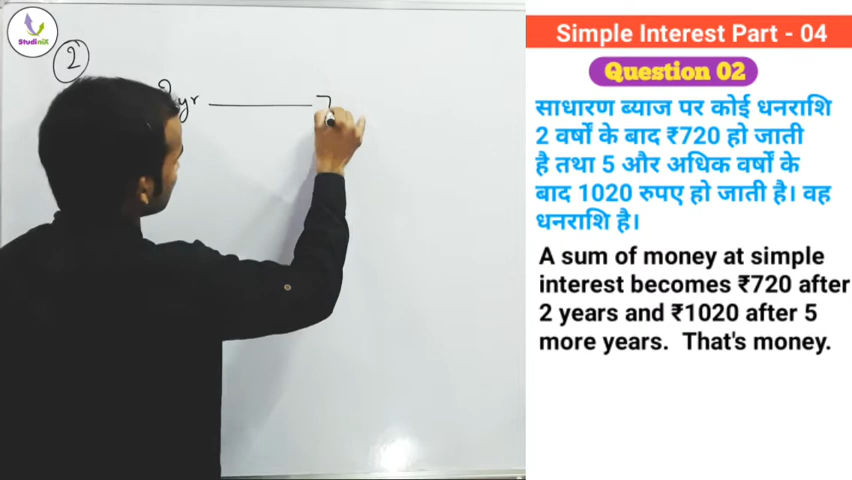 StudiniX
Simple Interest Part - 04
2
Question 02
2yr 7
साधारण ब्याज पर कोई धनराशि
2 वर्षों के बाद ₹720 हो जाती
है तथा 5 और अधिक वर्षों के
बाद 1020 रुपए हो जाती है। वह
धनराशि है।
A sum of money at simple
interest becomes ₹720 after
2 years and ₹1020 after 5
more years. That's money.